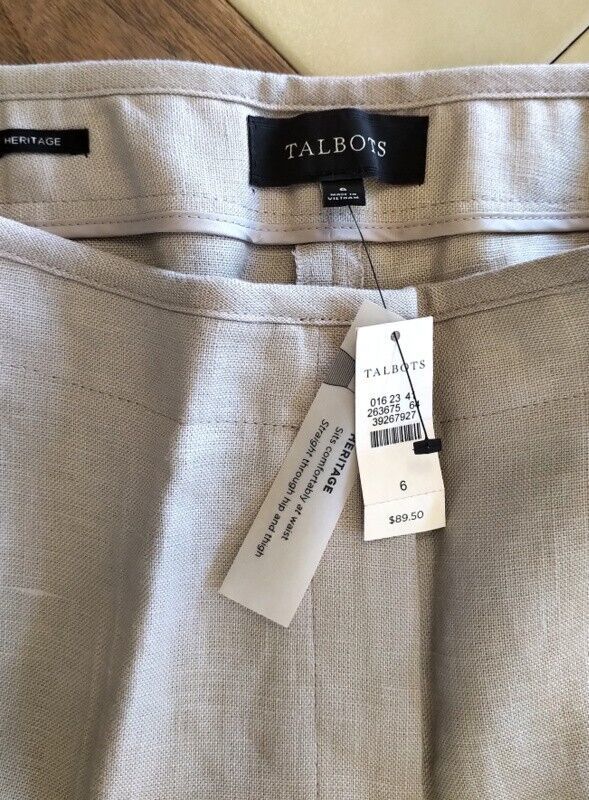 HERITAGE
TALBOTS
6
MADE IN
VIETNAM
TALBOTS
016 23 4
263675 64
39267927
6
$89.50
HERITAGE
Sits comfortably at waist
Straight through hip and thigh